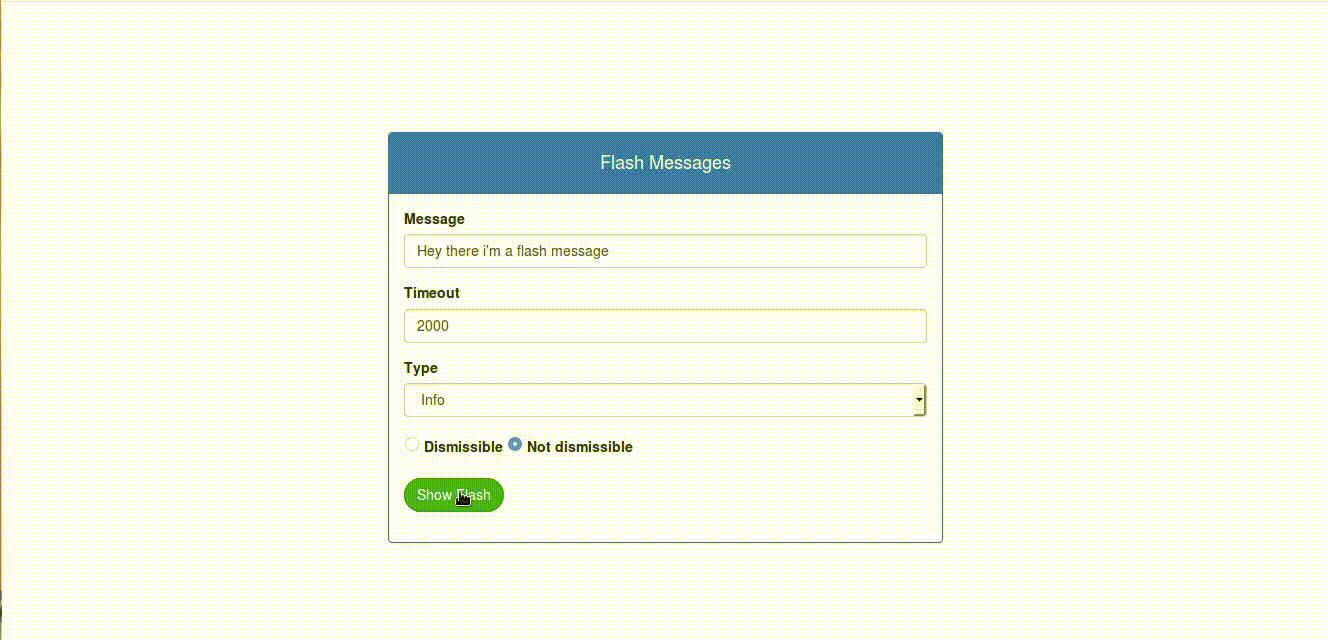 Flash Messages
Message
Hey there i'm a flash message
Timeout
2000
Type
Info
Dismissible Not dismissible
Show Flash